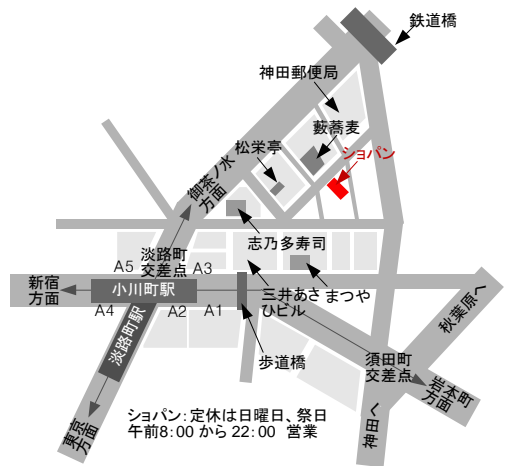 鉄道橋
神田郵便局
藪蕎麦
松栄亭
ショパン
御茶ノ水
方面
志乃多寿司
淡路町
交差点
A5
A3
新宿
方面
小川町駅
三井あさ
ひビル
まつや
A4
A2
A1
淡路町駅
歩道橋
秋葉原へ
須田町
交差点
岩本町
方面
神田へ
東京
方面
ショパン:定休は日曜日、祭日
午前8:00 から 22:00 営業